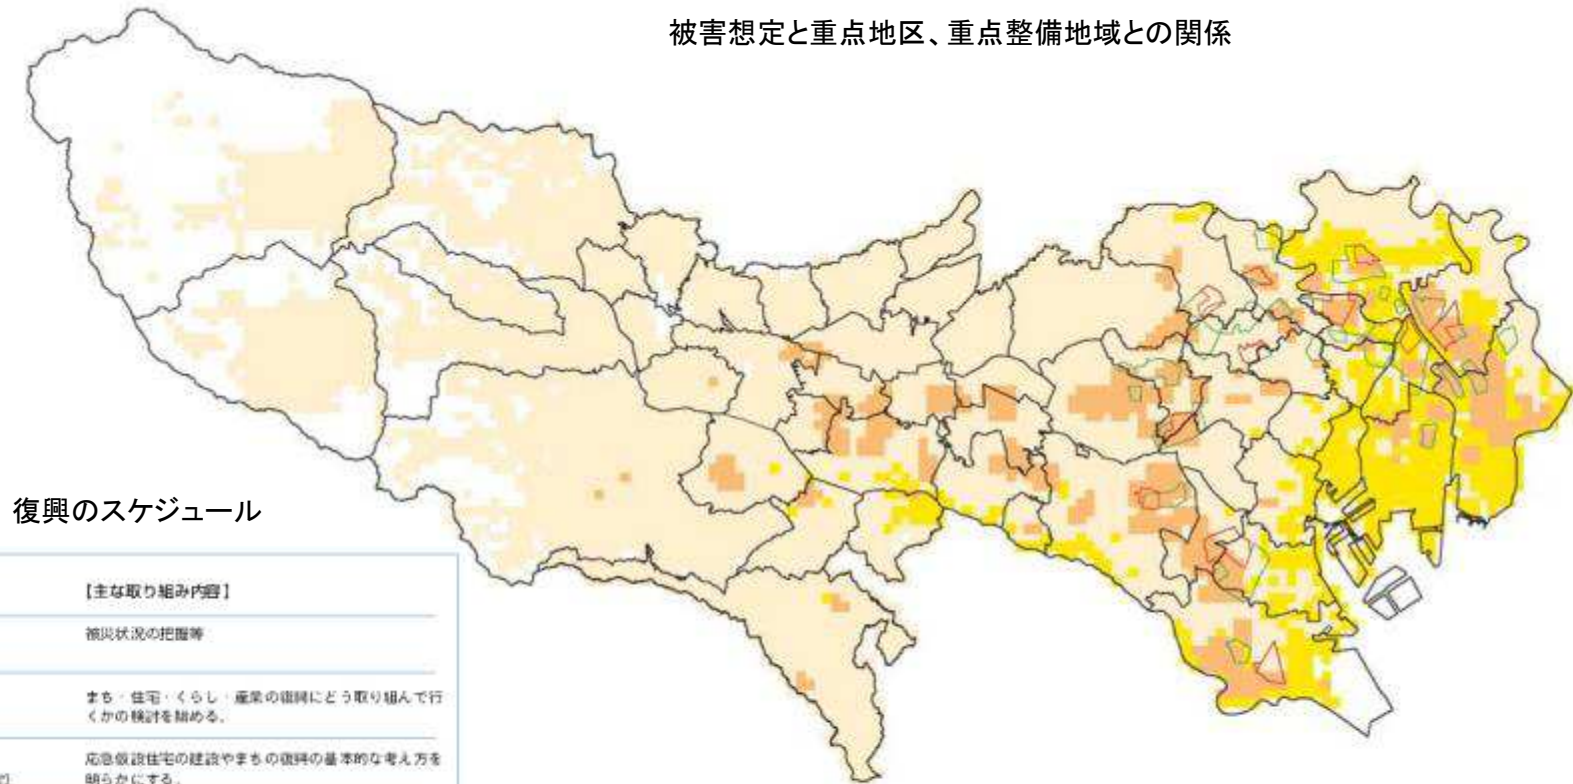 被害想定と重点地区、重点整備地域との関係
復興のスケジュール
【主な取り組み内容】
被災状況の把握等
まち・住宅・くらし・産業の復興にどう取り組んで行
くかの検討を始める。
応急仮設住宅の建設やまちの復興の基本的な考え方を
明らかにする。